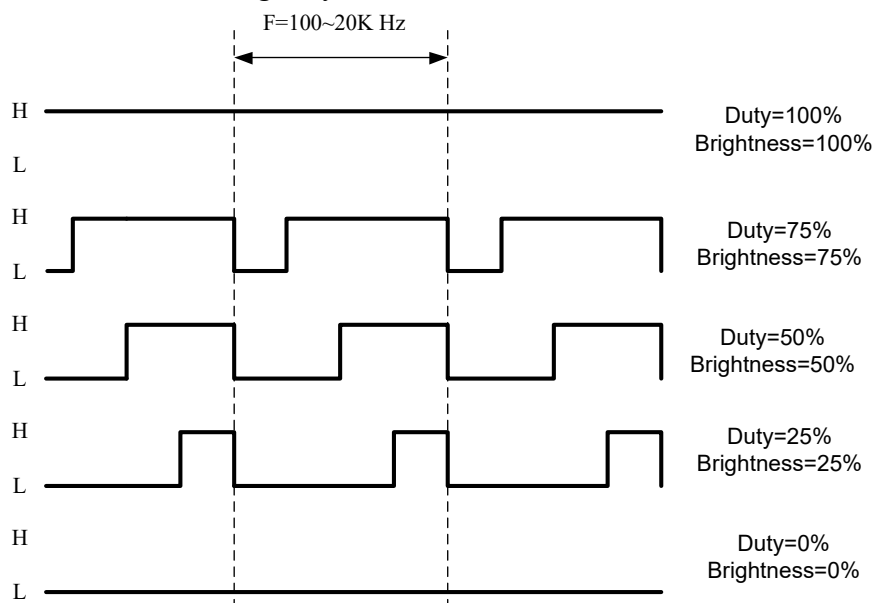 F=100~20K Hz
H
Duty=100%
Brightness=100%
L
H
Duty=75%
Brightness=75%
L
H
Duty=50%
Brightness=50%
L
H
Duty=25%
Brightness=25%
L
H
Duty=0%
Brightness=0%
L